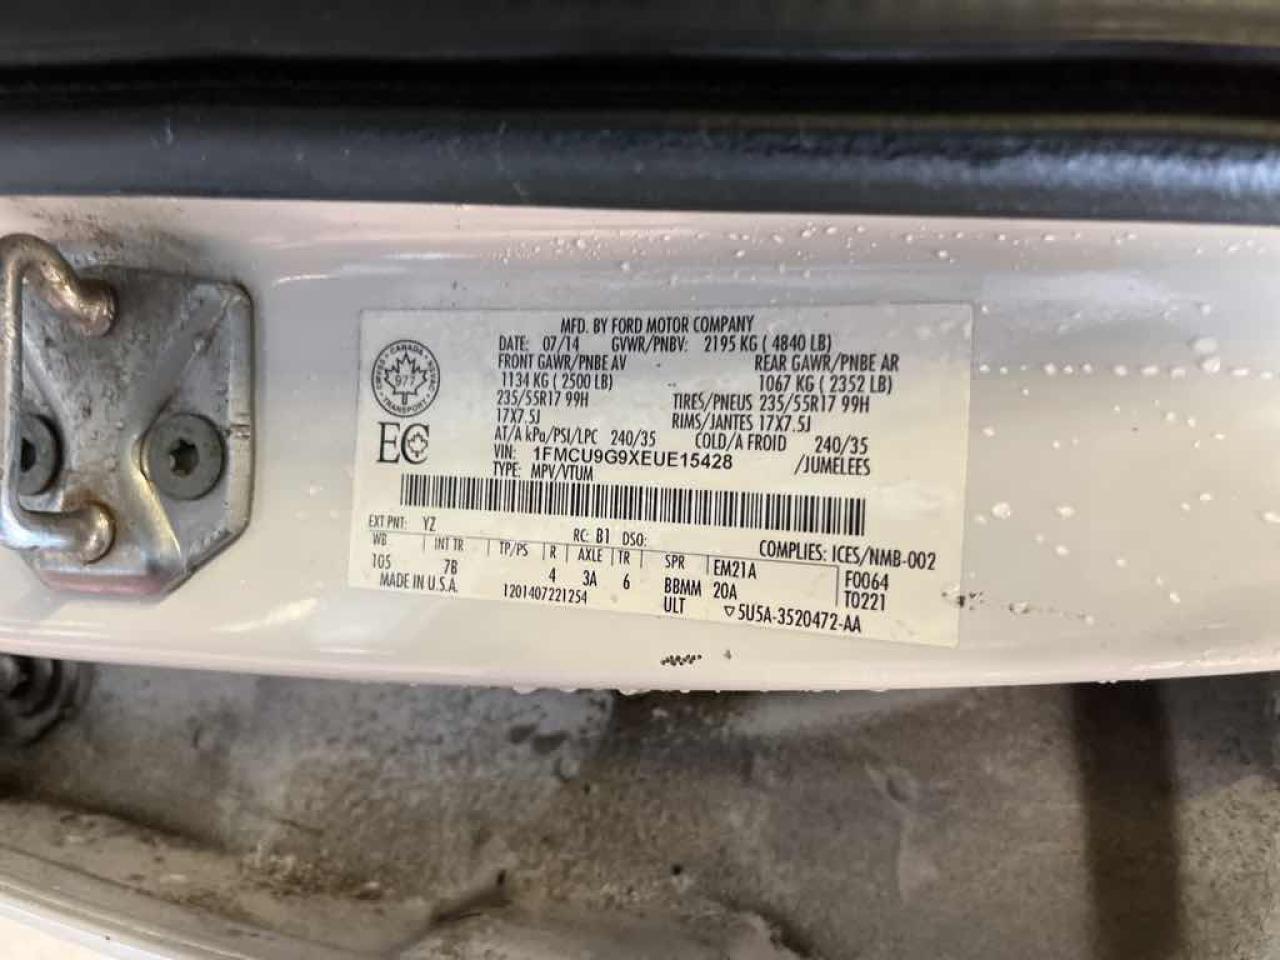 MFD. BY FORD MOTOR COMPANY
DATE: 07/14 GVWR/PNBV: 2195 KG ( 4840 LB)
FRONT GAWR/PNBE AV REAR GAWR/PNBE AR
1134 KG ( 2500 LB) 1067 KG ( 2352 LB)
235/55R17 99H TIRES/PNEUS 235/55R17 99H
17X7.5J RIMS/JANTES 17X7.5J
AT/A kPa/PSI/LPC 240/35 COLD/A FROID 240/35
VIN: 1FMCU9G9XEUE15428 /JUMELEES
TYPE: MPV/VTUM
CANADA
977
TRANSPORT
EC
EXT PNT: YZ RC: B1 DSO: COMPLIES: ICES/NMB-002
WB INT TR TP/PS R AXLE TR SPR EM21A F0064
105 7B 4 3A 6 BBMM 20A T0221
MADE IN U.S.A. 1201407221254 ULT ▽5U5A-3520472-AA